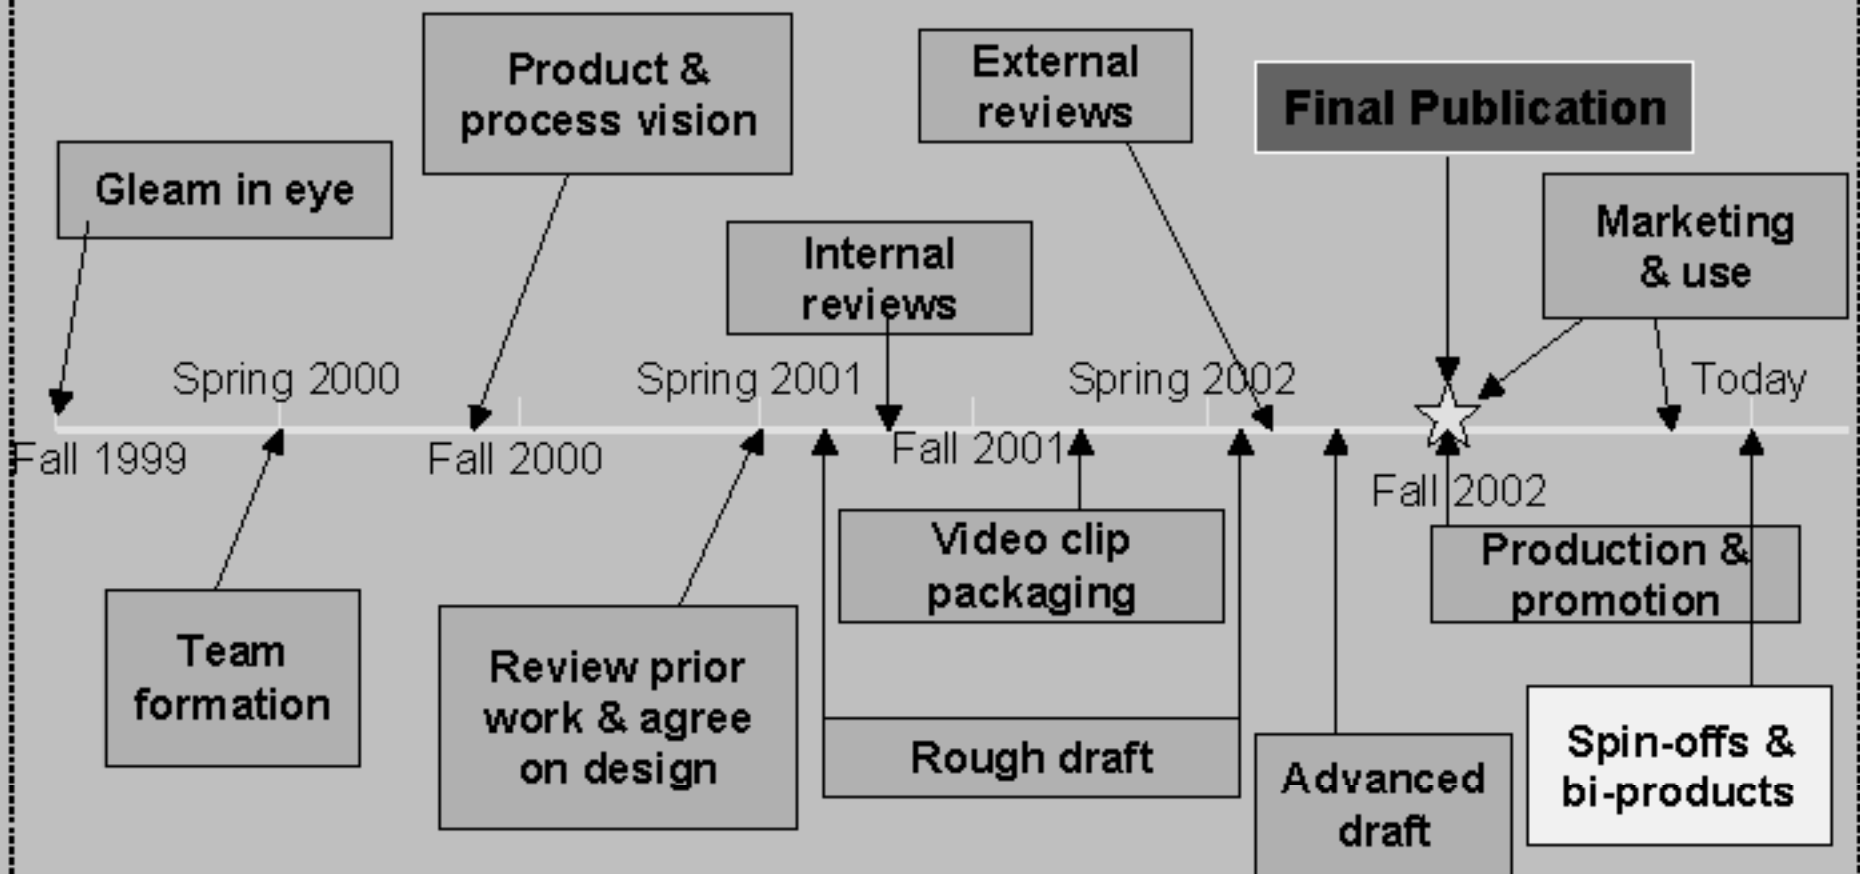 Product &
process vision
External
reviews
Final Publication
Gleam in eye
Marketing
& use
Internal
reviews
Spring 2000
Spring 2001
Spring 2002
Today
Fall 1999
Fall 2000
Fall 2001
Fall 2002
Video clip
packaging
Production &
promotion
Team
formation
Review prior
work & agree
on design
Rough draft
Advanced
draft
Spin-offs &
bi-products